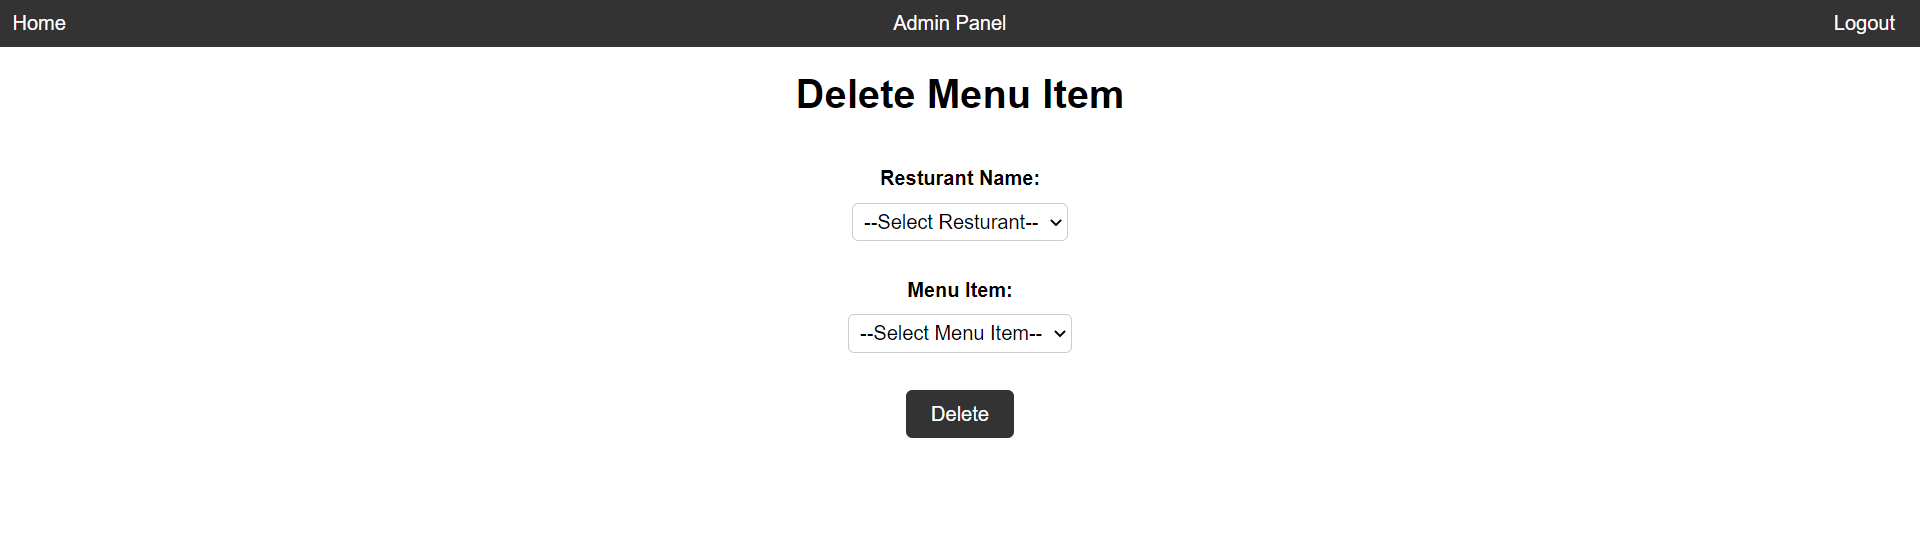 Home Admin Panel Logout
Delete Menu Item
Resturant Name:
--Select Resturant--
Menu Item:
--Select Menu Item--
Delete